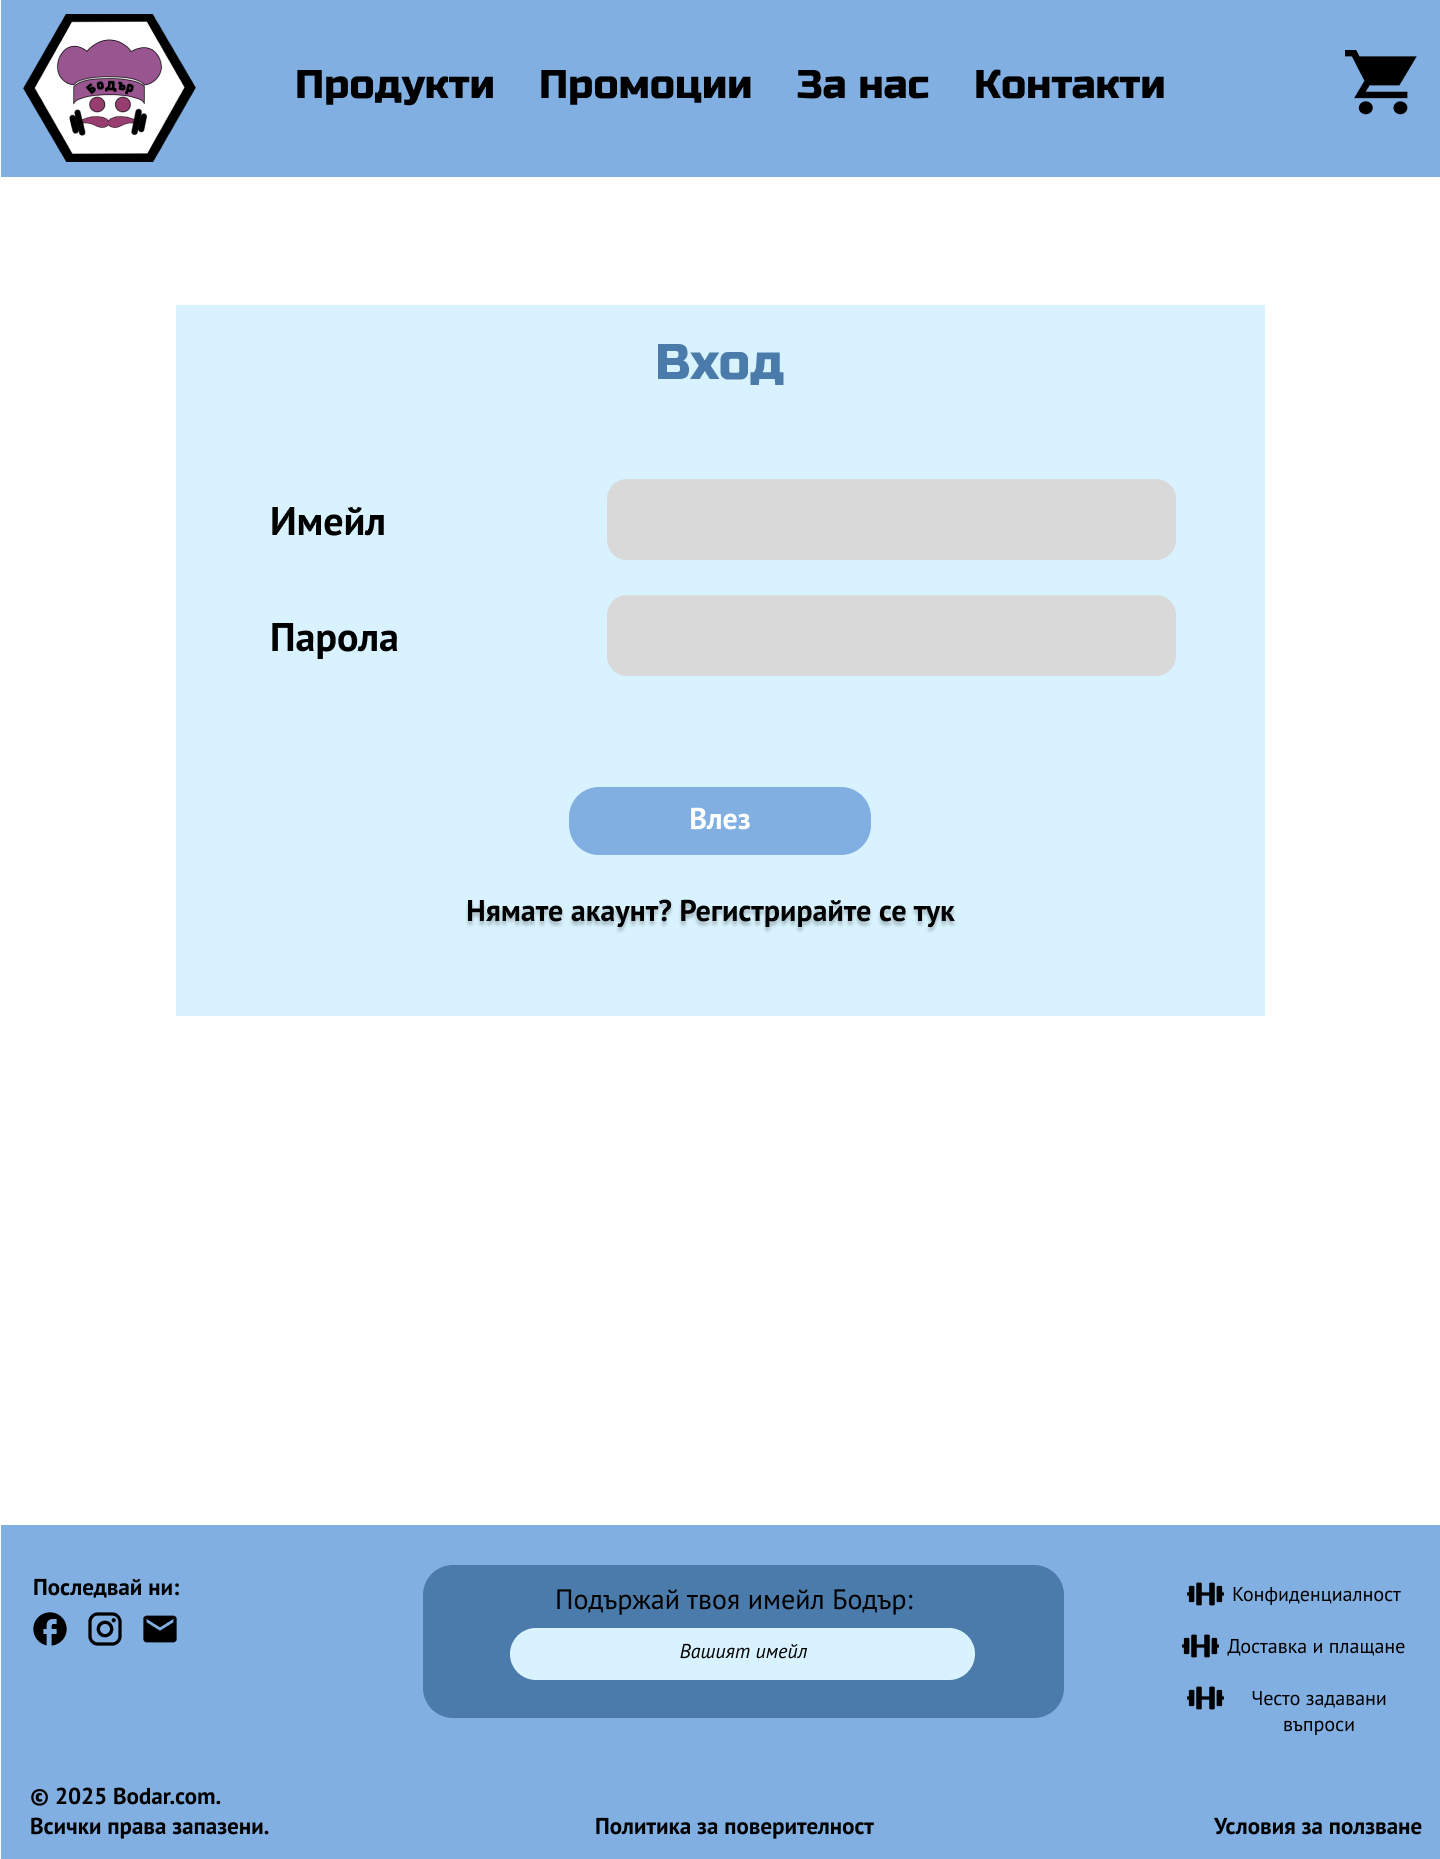 Бодър
Продукти Промоции За нас Контакти
Вход
Имейл
Парола
Влез
Нямате акаунт? Регистрирайте се тук
Последвай ни:
Подържай твоя имейл Бодър:
Вашият имейл
Конфиденциалност
Доставка и плащане
Често задавани
въпроси
© 2025 Bodar.com.
Всички права запазени.
Политика за поверителност
Условия за ползване